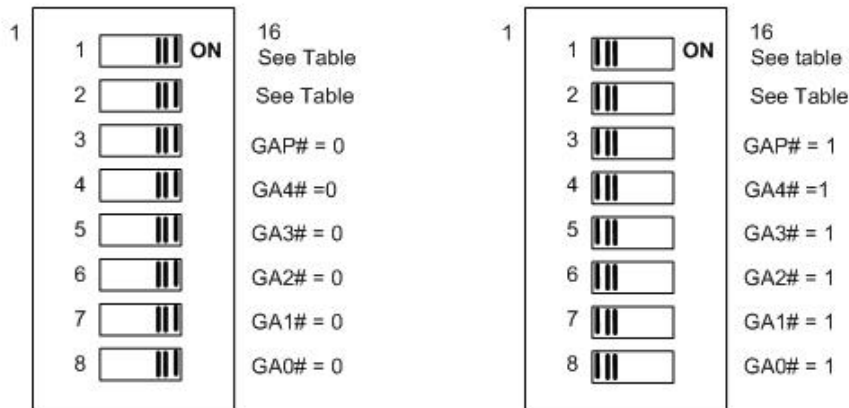 1
16
1 ON See Table
2 See Table
3 GAP# = 0
4 GA4# =0
5 GA3# = 0
6 GA2# = 0
7 GA1# = 0
8 GA0# = 0
1
16
1 ON See table
2 See Table
3 GAP# = 1
4 GA4# =1
5 GA3# = 1
6 GA2# = 1
7 GA1# = 1
8 GA0# = 1